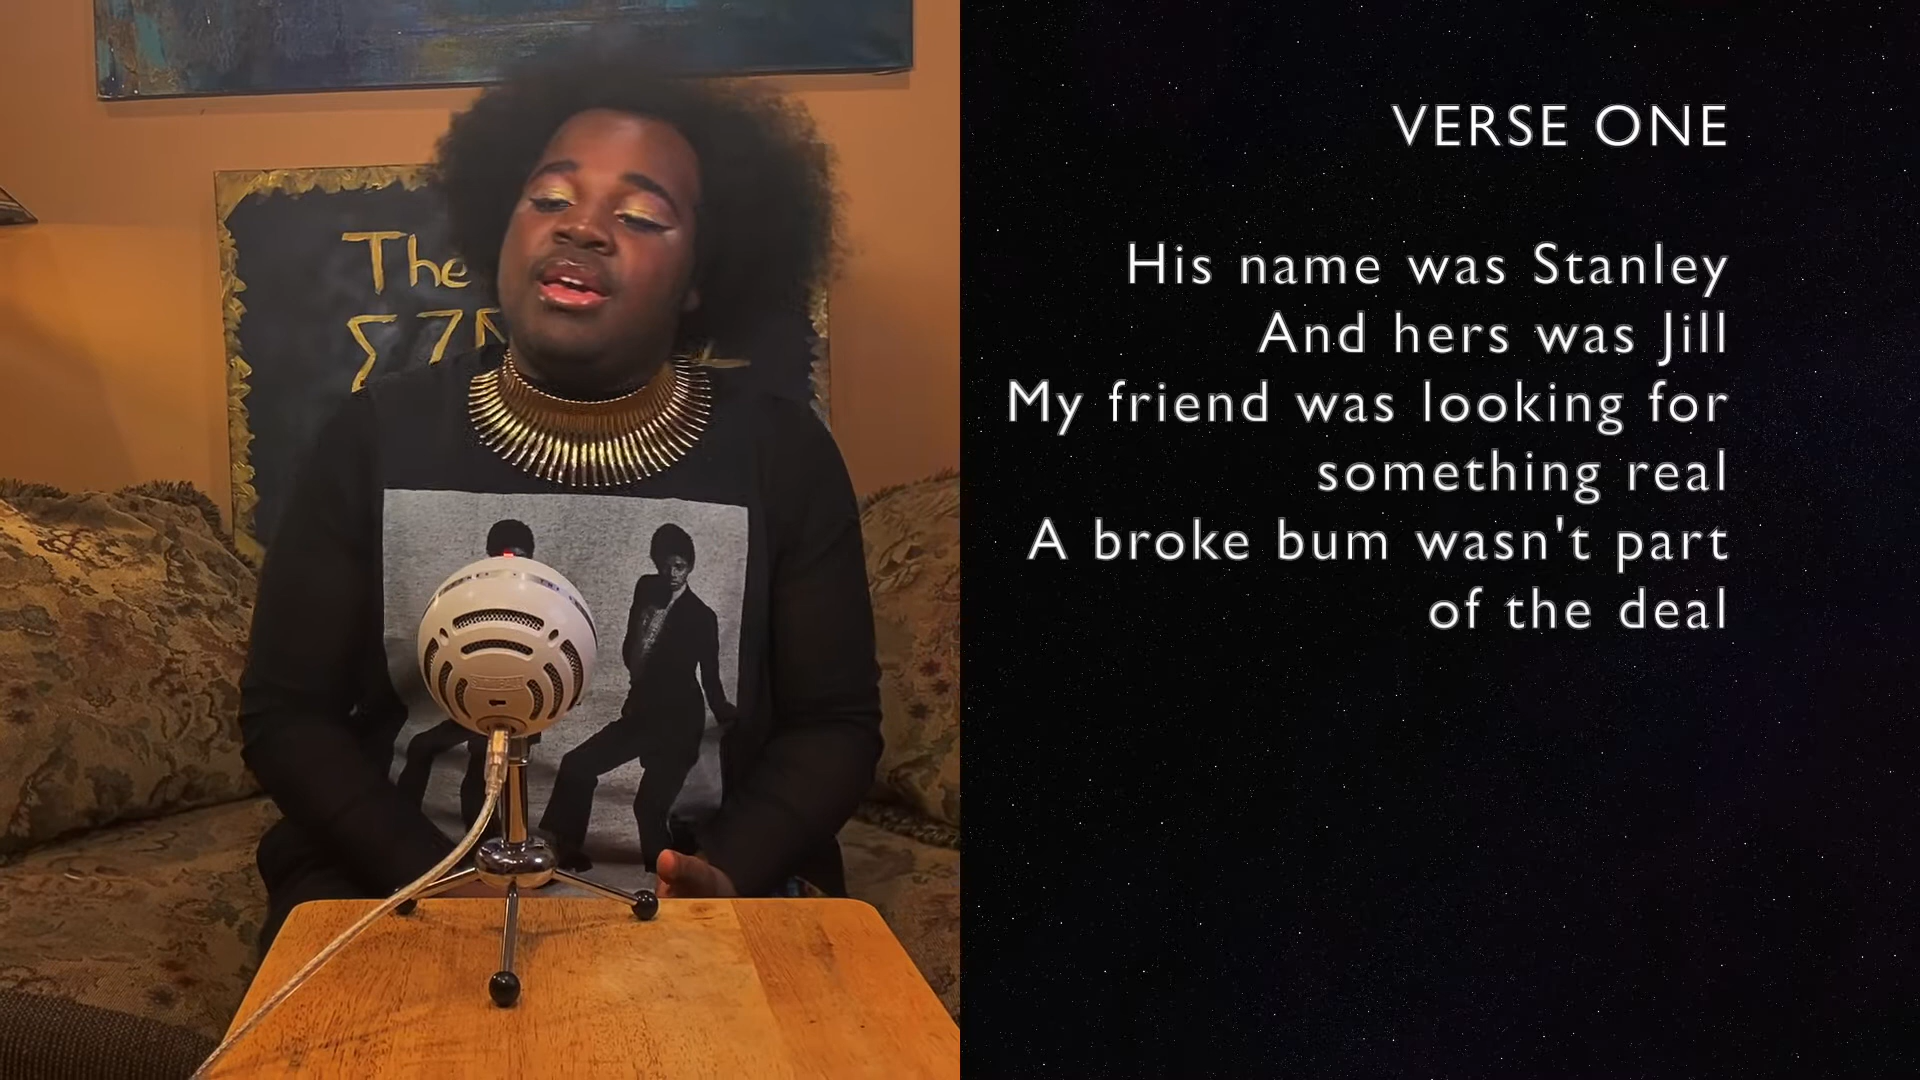 The
VERSE ONE
His name was Stanley
And hers was Jill
My friend was looking for
something real
A broke bum wasn't part
of the deal